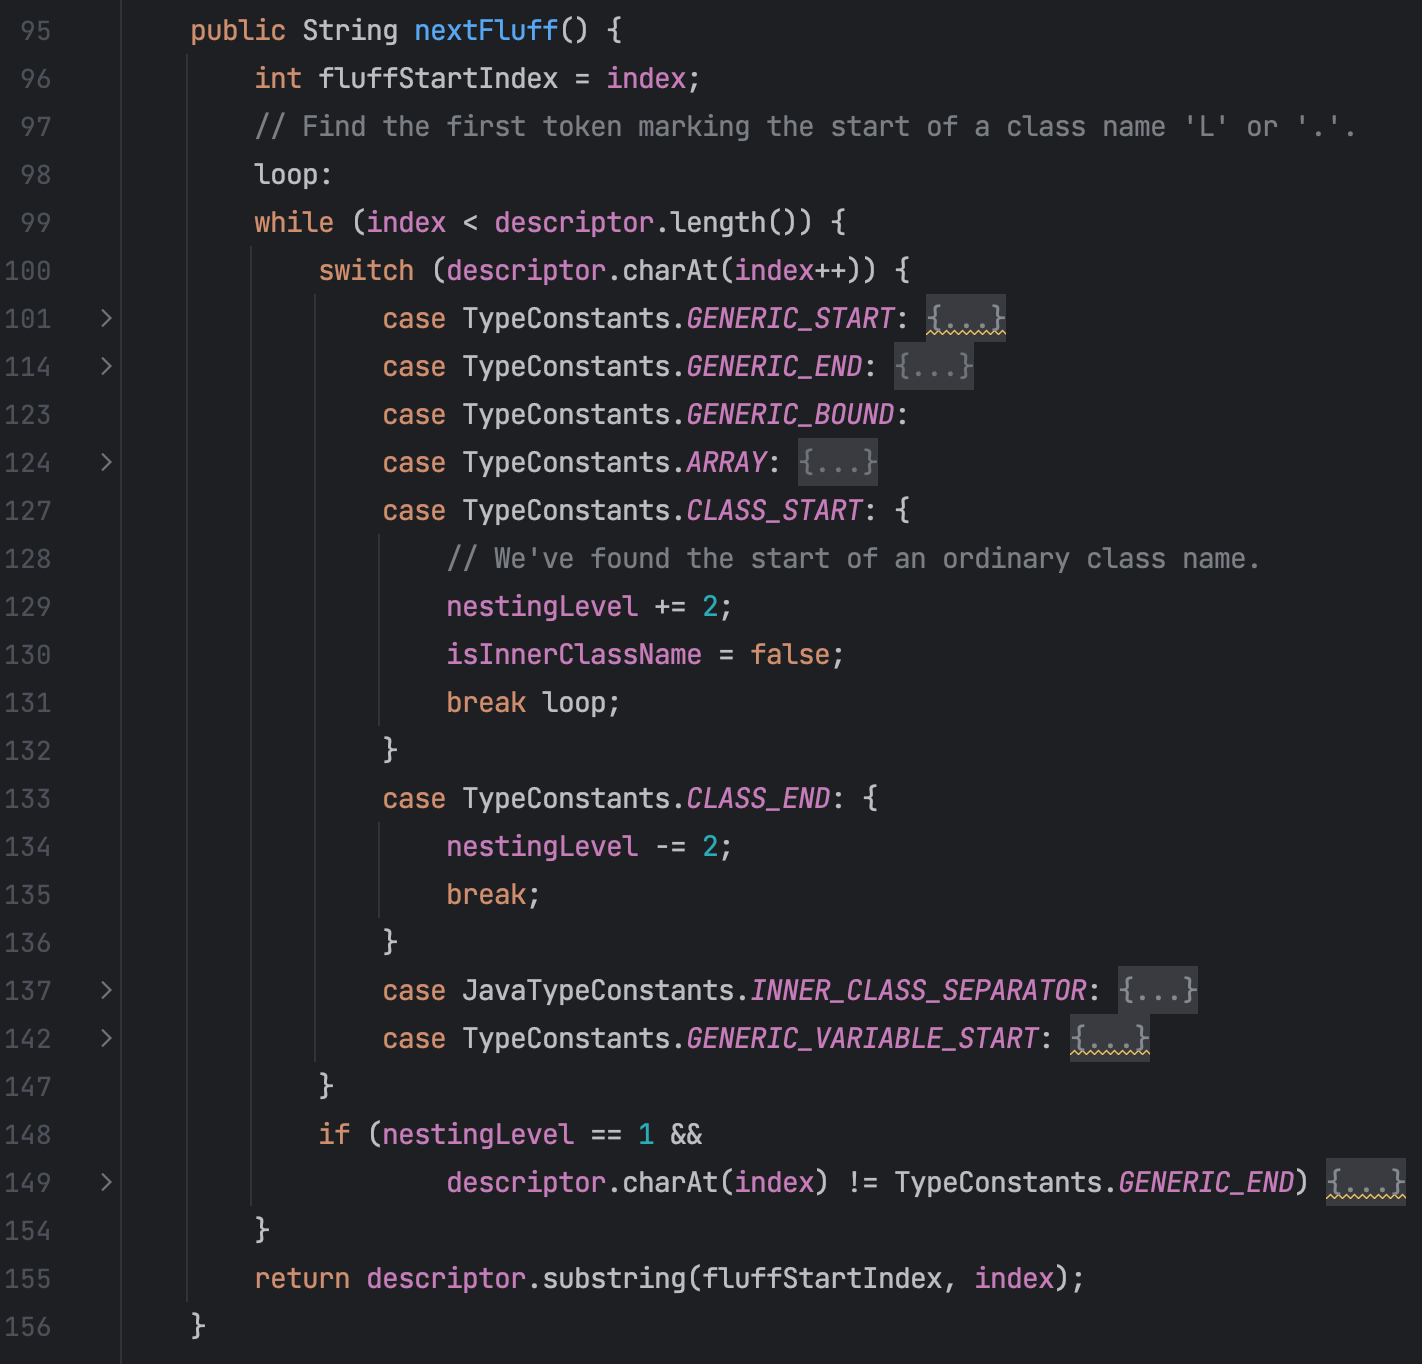 95 public String nextFluff() {
96 int fluffStartIndex = index;
97 // Find the first token marking the start of a class name 'L' or '.'.
98 loop:
99 while (index < descriptor.length()) {
100 switch (descriptor.charAt(index++)) {
101 case TypeConstants.GENERIC_START: {...}
114 case TypeConstants.GENERIC_END: {...}
123 case TypeConstants.GENERIC_BOUND:
124 case TypeConstants.ARRAY: {...}
127 case TypeConstants.CLASS_START: {
128 // We've found the start of an ordinary class name.
129 nestingLevel += 2;
130 isInnerClassName = false;
131 break loop;
132 }
133 case TypeConstants.CLASS_END: {
134 nestingLevel -= 2;
135 break;
136 }
137 case JavaTypeConstants.INNER_CLASS_SEPARATOR: {...}
142 case TypeConstants.GENERIC_VARIABLE_START: {...}
147 }
148 if (nestingLevel == 1 &&
149 descriptor.charAt(index) != TypeConstants.GENERIC_END) {...}
154 }
155 return descriptor.substring(fluffStartIndex, index);
156 }